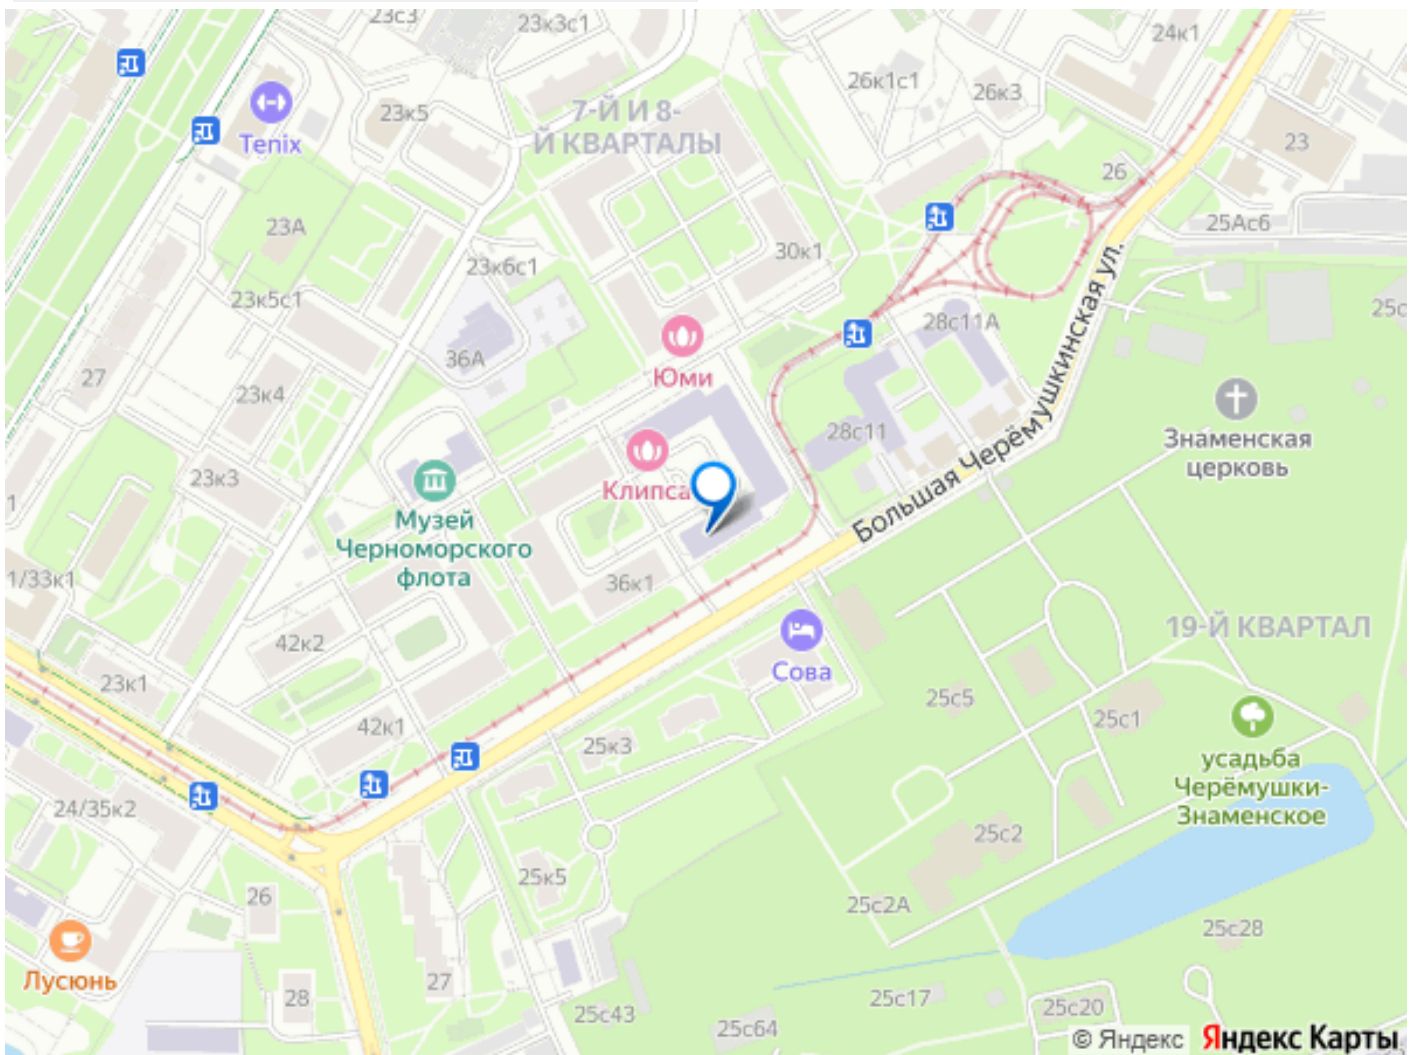 23с3
23к3с1
24к1
26к1с1
26к3
23к5
7-Й И 8-
Й КВАРТАЛЫ
Tenix
23
26
23А
25Ас6
30к1
23к6с1
25с
23к5с1
28с11А
36А
Юми
27
23к4
Большая Черёмушкинская ул.
28с11
Знаменская
церковь
23к3
Клипса
1
Музей
Черноморского
флота
1/33к1
36к1
19-Й КВАРТАЛ
42к2
Сова
23к1
25с5
25с1
42к1
25к3
усадьба
Черёмушки-
Знаменское
24/35к2
25с2
25к5
26
25с2А
25с28
Лусюнь
27
28
25с17
25с20
25с43
25с64
© Яндекс Яндекс Карты